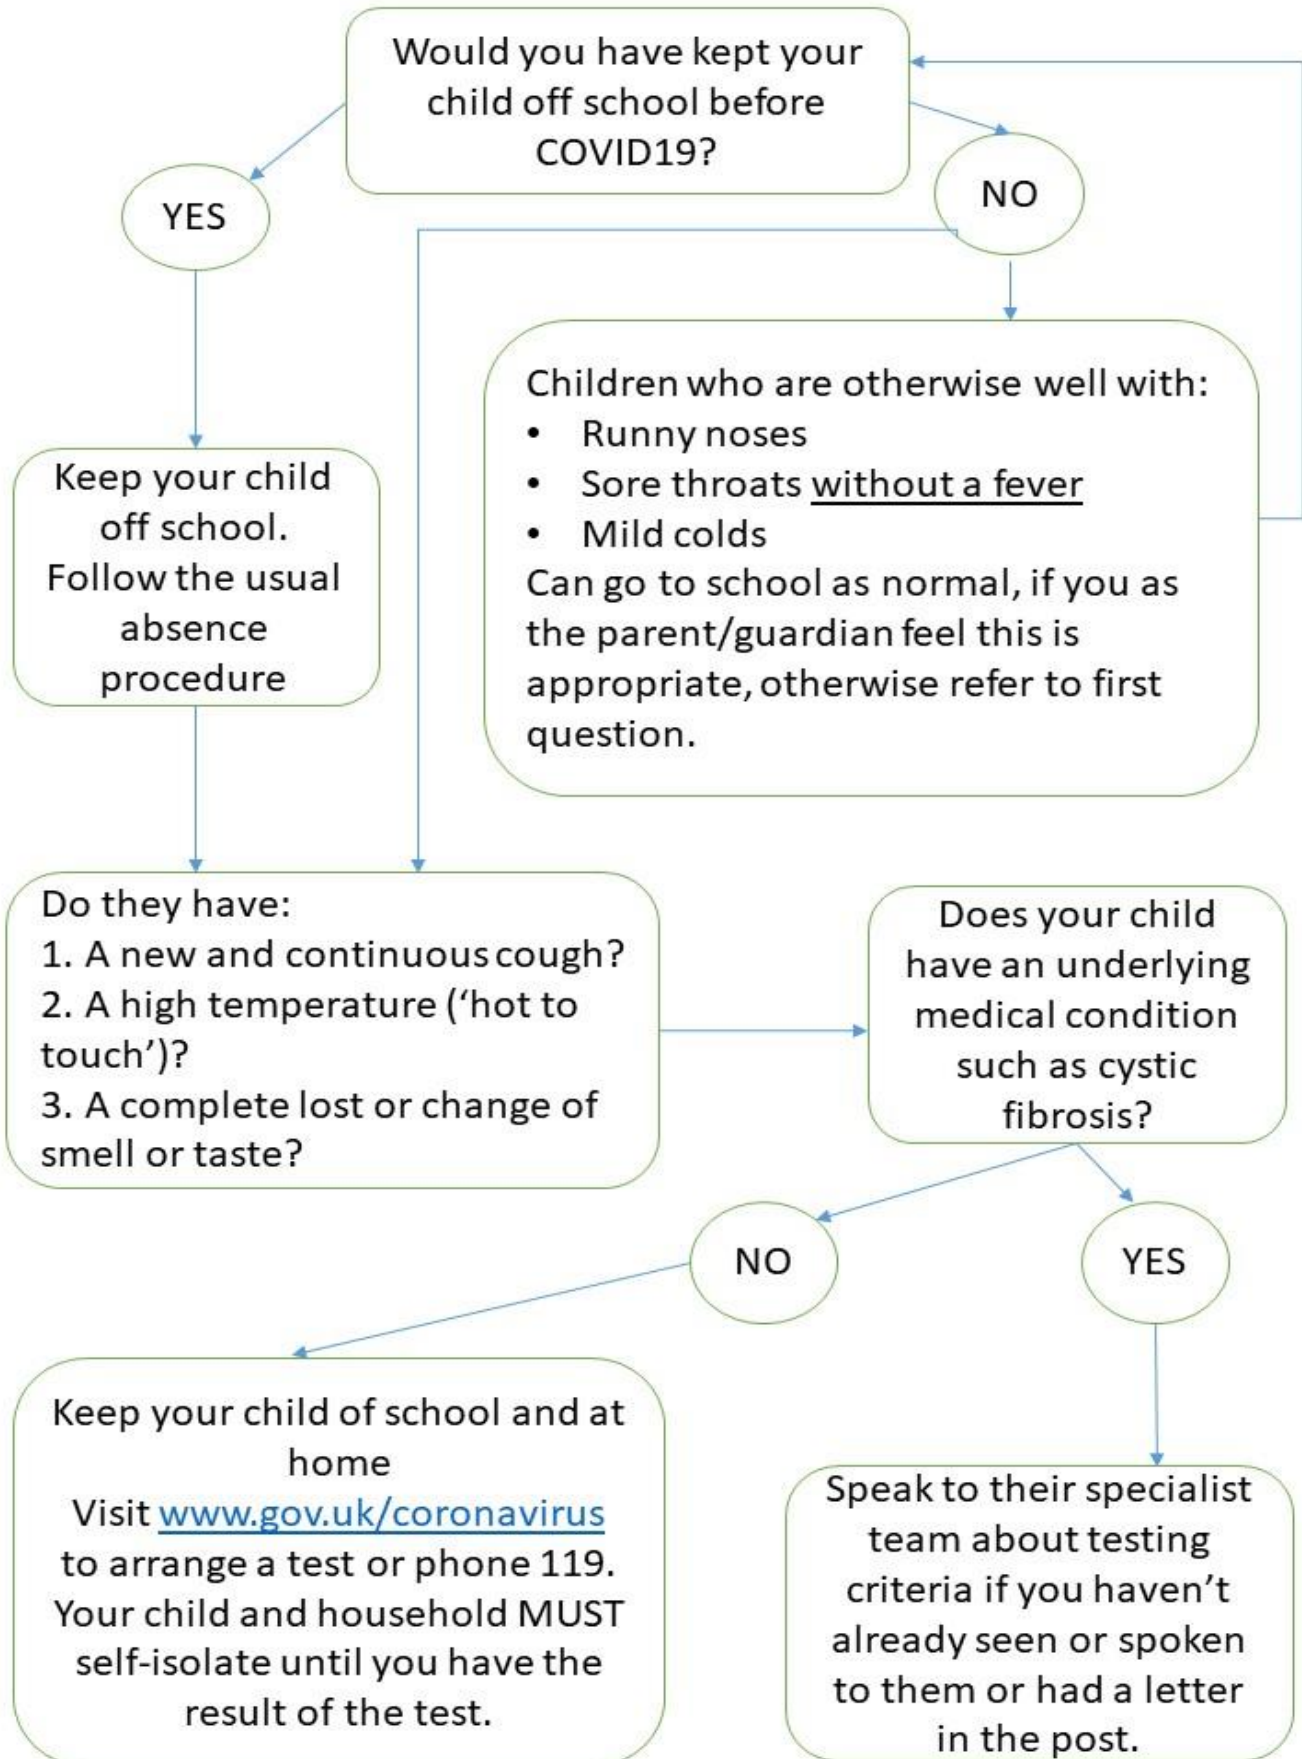 Would you have kept your
child off school before
COVID19?
YES
NO
Children who are otherwise well with:
• Runny noses
• Sore throats without a fever
• Mild colds
Can go to school as normal, if you as
the parent/guardian feel this is
appropriate, otherwise refer to first
question.
Keep your child
off school.
Follow the usual
absence
procedure
Do they have:
1. A new and continuous cough?
2. A high temperature (‘hot to
touch’)?
3. A complete lost or change of
smell or taste?
Does your child
have an underlying
medical condition
such as cystic
fibrosis?
NO
YES
Keep your child of school and at
home
Visit www.gov.uk/coronavirus
to arrange a test or phone 119.
Your child and household MUST
self-isolate until you have the
result of the test.
Speak to their specialist
team about testing
criteria if you haven’t
already seen or spoken
to them or had a letter
in the post.